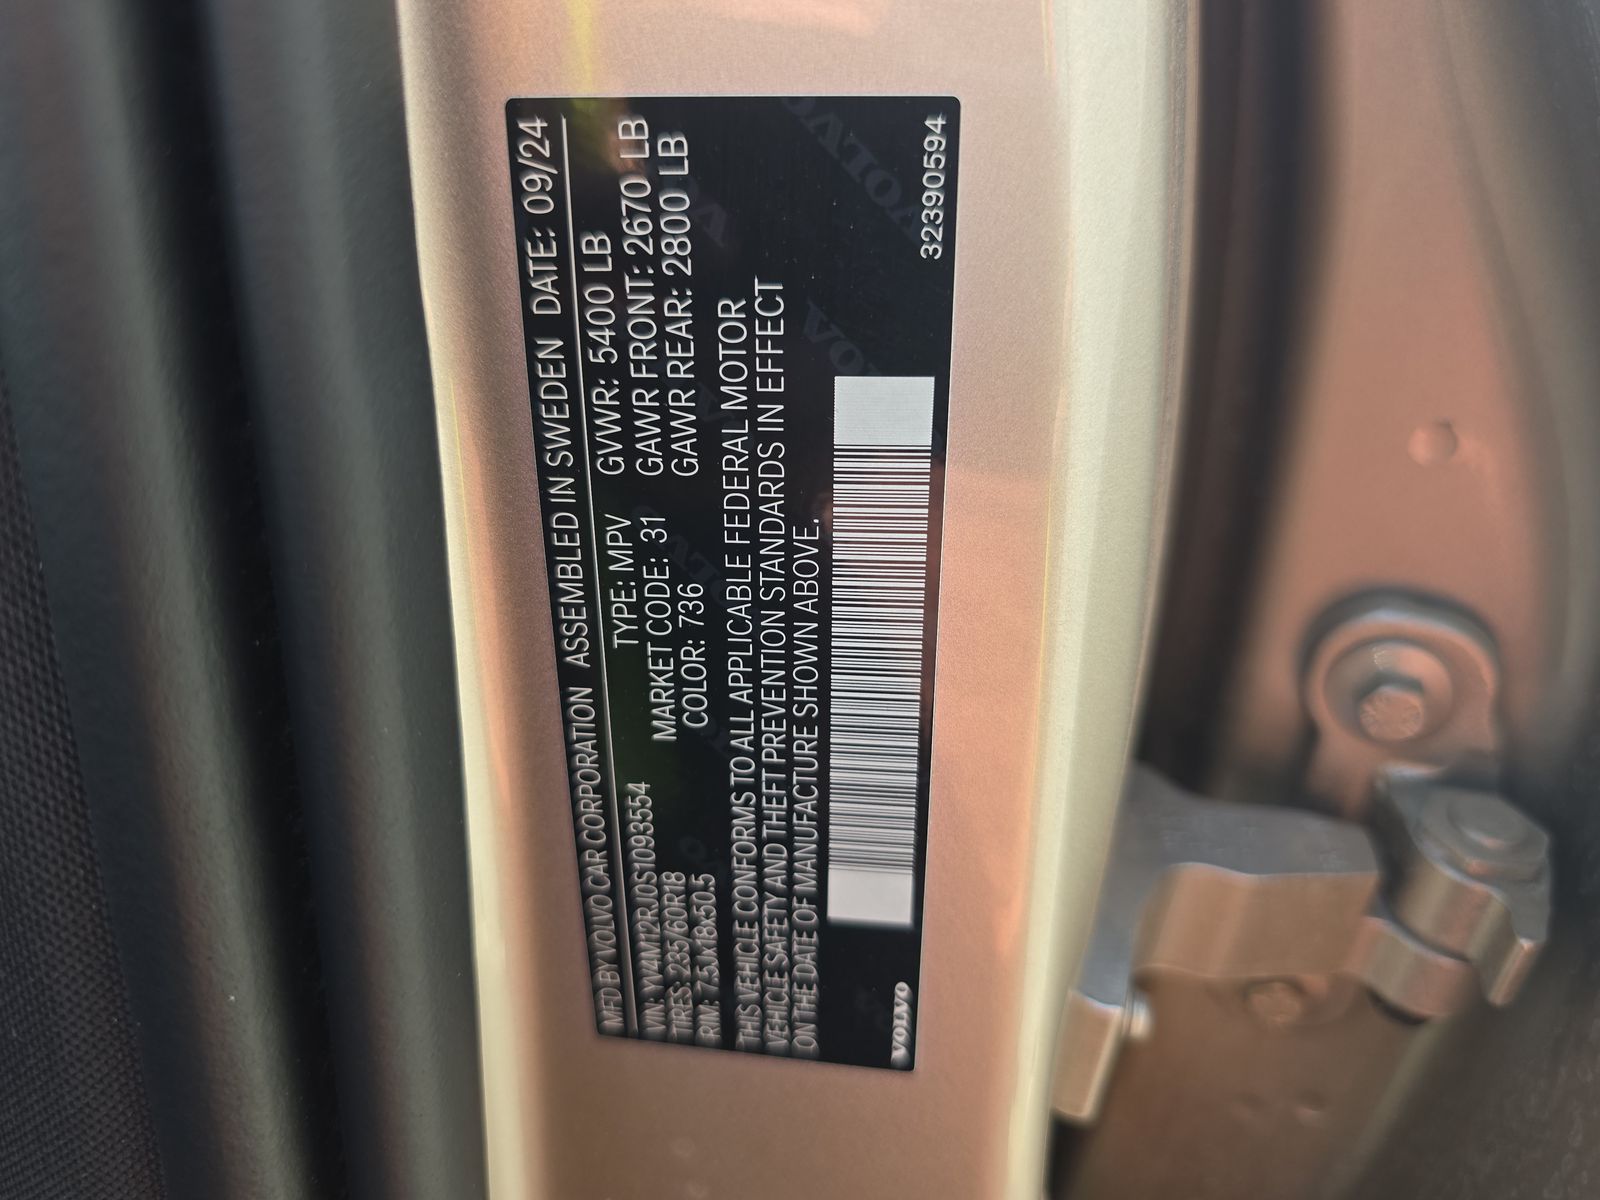 MFD BY VOLVO CAR CORPORATION ASSEMBLED IN SWEDEN DATE: 09/24
VIN: YV4M12RJ0S1093554 TYPE: MPV GVWR: 5400 LB
TIRES: 235/60R18 MARKET CODE: 31 GAWR FRONT: 2670 LB
RIM: 7.5Jx18x50.5 COLOR: 736 GAWR REAR: 2800 LB
THIS VEHICLE CONFORMS TO ALL APPLICABLE FEDERAL MOTOR
VEHICLE SAFETY AND THEFT PREVENTION STANDARDS IN EFFECT
ON THE DATE OF MANUFACTURE SHOWN ABOVE.
VOLVO 32390594